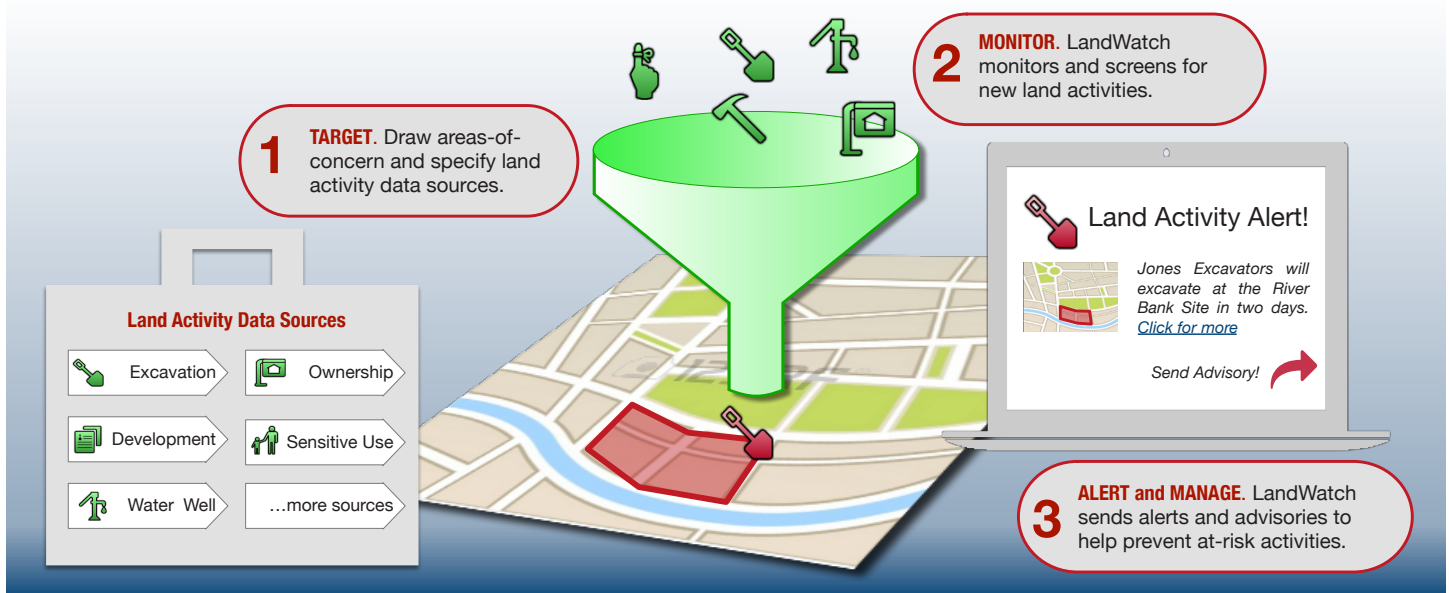 1
TARGET. Draw areas-of-
concern and specify land
activity data sources.
2
MONITOR. LandWatch
monitors and screens for
new land activities.
Land Activity Data Sources
Excavation
Ownership
Development
Sensitive Use
Water Well
...more sources
123RF
Land Activity Alert!
Jones Excavators will
excavate at the River
Bank Site in two days.
Click for more
Send Advisory!
3
ALERT and MANAGE. LandWatch
sends alerts and advisories to
help prevent at-risk activities.